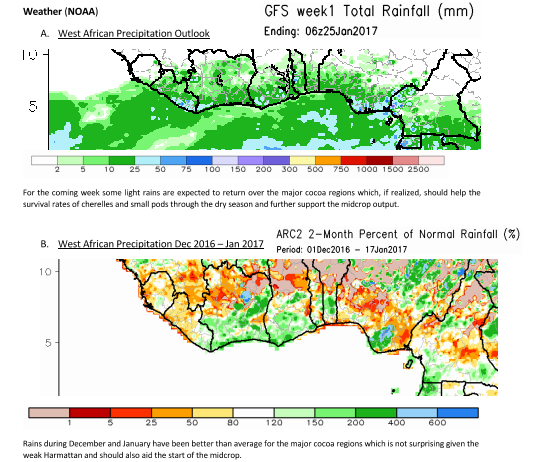 Weather (NOAA)
GFS week1 Total Rainfall (mm)
A. West African Precipitation Outlook
Ending: 06z25Jan2017
10
5
2 5 10 25 50 75 100 150 200 300 500 750 1000 1500 2500
For the coming week some light rains are expected to return over the major cocoa regions which, if realized, should help the
survival rates of cherelles and small pods through the dry season and further support the midcrop output.
ARC2 2-Month Percent of Normal Rainfall (%)
B. West African Precipitation Dec 2016 – Jan 2017
Period: 01Dec2016 - 17Jan2017
10
5
1 5 25 50 80 120 150 200 400 600
Rains during December and January have been better than average for the major cocoa regions which is not surprising given the
weak Harmattan and should also aid the start of the midcrop.